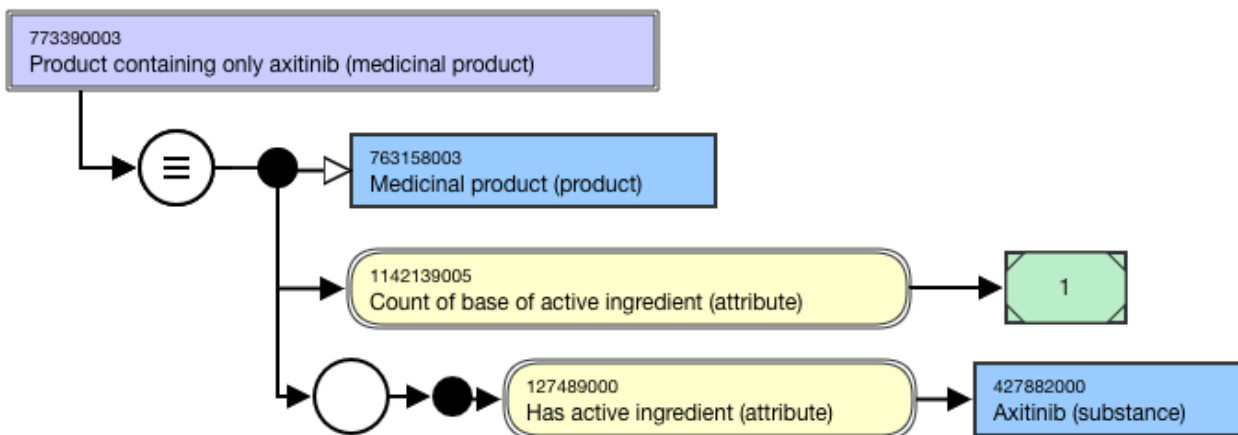 773390003
Product containing only axitinib (medicinal product)
763158003
Medicinal product (product)
1142139005
Count of base of active ingredient (attribute)
1
127489000
Has active ingredient (attribute)
427882000
Axitinib (substance)